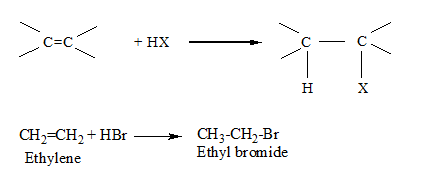 C=C + HX C — C
H X
CH₂=CH₂ + HBr CH₃-CH₂-Br
Ethylene Ethyl bromide